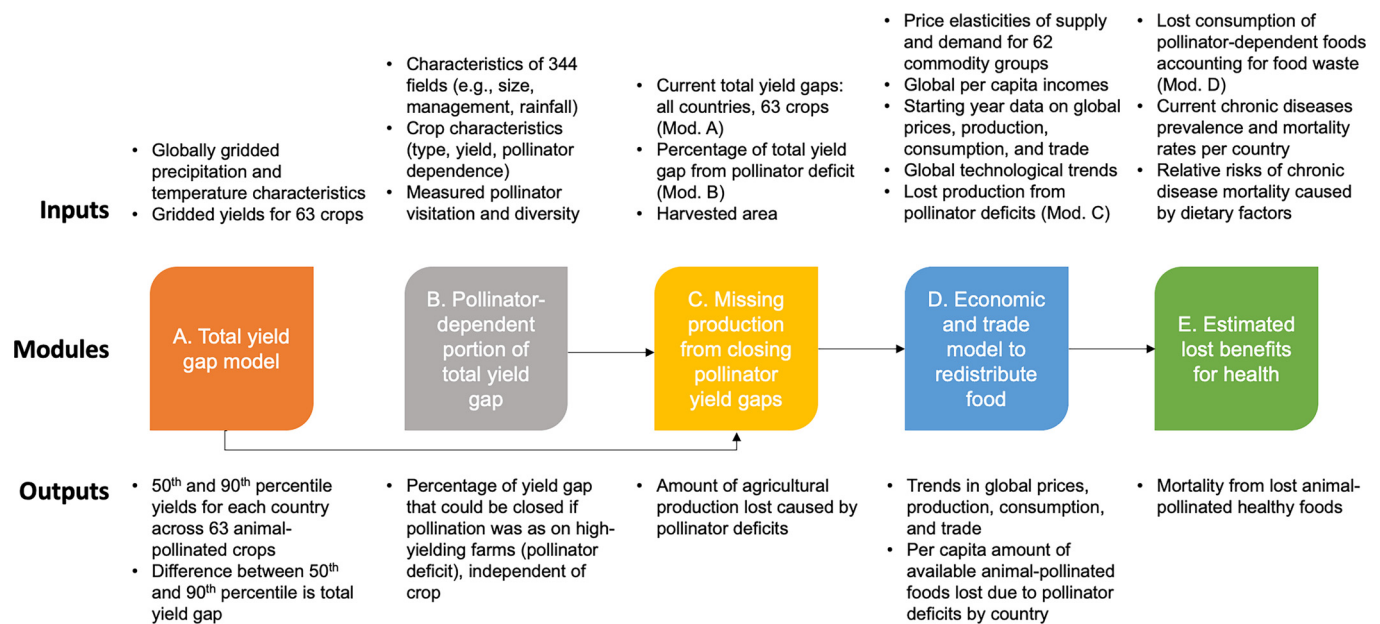 Inputs
• Globally gridded
precipitation and
temperature characteristics
• Gridded yields for 63 crops
• Characteristics of 344
fields (e.g., size,
management, rainfall)
• Crop characteristics
(type, yield, pollinator
dependence)
• Measured pollinator
visitation and diversity
• Current total yield gaps:
all countries, 63 crops
(Mod. A)
• Percentage of total yield
gap from pollinator deficit
(Mod. B)
• Harvested area
• Price elasticities of supply
and demand for 62
commodity groups
• Global per capita incomes
• Starting year data on global
prices, production,
consumption, and trade
• Global technological trends
• Lost production from
pollinator deficits (Mod. C)
• Lost consumption of
pollinator-dependent foods
accounting for food waste
(Mod. D)
• Current chronic diseases
prevalence and mortality
rates per country
• Relative risks of chronic
disease mortality caused
by dietary factors
Modules
A. Total yield
gap model
B. Pollinator-
dependent
portion of
total yield
gap
C. Missing
production
from closing
pollinator
yield gaps
D. Economic
and trade
model to
redistribute
food
E. Estimated
lost benefits
for health
Outputs
• 50th and 90th percentile
yields for each country
across 63 animal-
pollinated crops
• Difference between 50th
and 90th percentile is total
yield gap
• Percentage of yield gap
that could be closed if
pollination was as on high-
yielding farms (pollinator
deficit), independent of
crop
• Amount of agricultural
production lost caused by
pollinator deficits
• Trends in global prices,
production, consumption,
and trade
• Per capita amount of
available animal-pollinated
foods lost due to pollinator
deficits by country
• Mortality from lost animal-
pollinated healthy foods